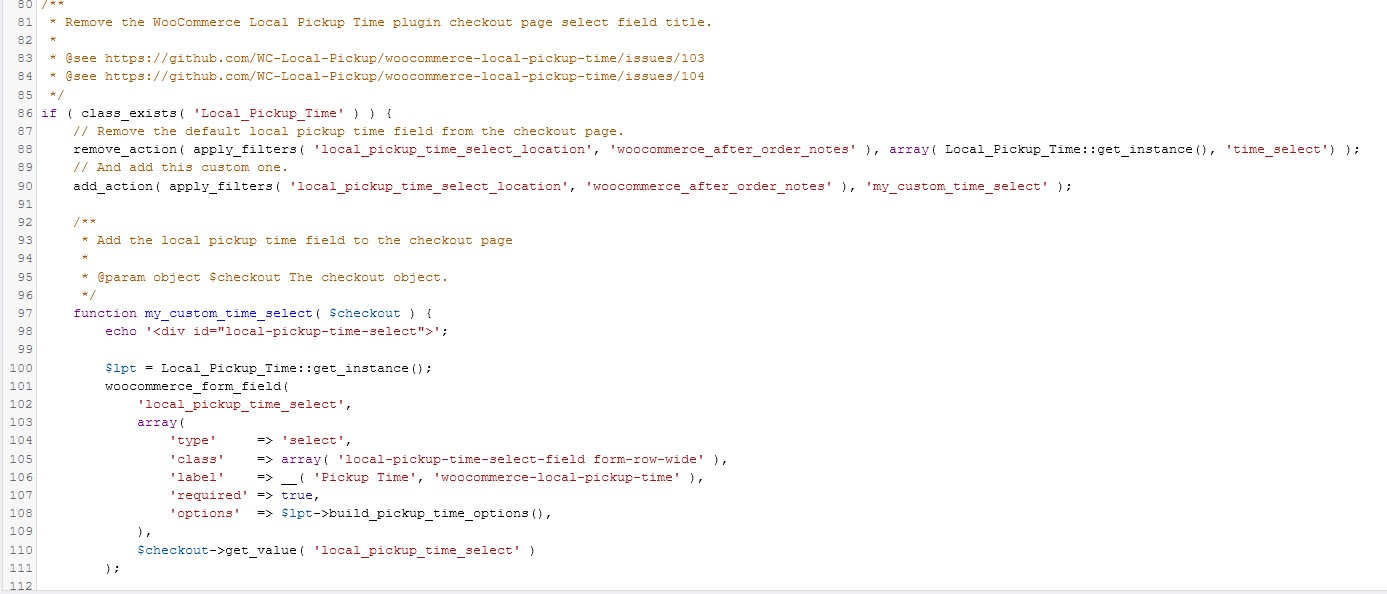 80 /**
81  * Remove the WooCommerce Local Pickup Time plugin checkout page select field title.
82  *
83  * @see https://github.com/WC-Local-Pickup/woocommerce-local-pickup-time/issues/103
84  * @see https://github.com/WC-Local-Pickup/woocommerce-local-pickup-time/issues/104
85  */
86 if ( class_exists( 'Local_Pickup_Time' ) ) {
87     // Remove the default local pickup time field from the checkout page.
88     remove_action( apply_filters( 'local_pickup_time_select_location', 'woocommerce_after_order_notes' ), array( Local_Pickup_Time::get_instance(), 'time_select') );
89     // And add this custom one.
90     add_action( apply_filters( 'local_pickup_time_select_location', 'woocommerce_after_order_notes' ), 'my_custom_time_select' );
91
92     /**
93      * Add the local pickup time field to the checkout page
94      *
95      * @param object $checkout The checkout object.
96      */
97     function my_custom_time_select( $checkout ) {
98         echo '<div id="local-pickup-time-select">';
99
100         $lpt = Local_Pickup_Time::get_instance();
101         woocommerce_form_field(
102             'local_pickup_time_select',
103             array(
104                 'type'     => 'select',
105                 'class'    => array( 'local-pickup-time-select-field form-row-wide' ),
106                 'label'    => __( 'Pickup Time', 'woocommerce-local-pickup-time' ),
107                 'required' => true,
108                 'options'  => $lpt->build_pickup_time_options(),
109             ),
110             $checkout->get_value( 'local_pickup_time_select' )
111         );
112